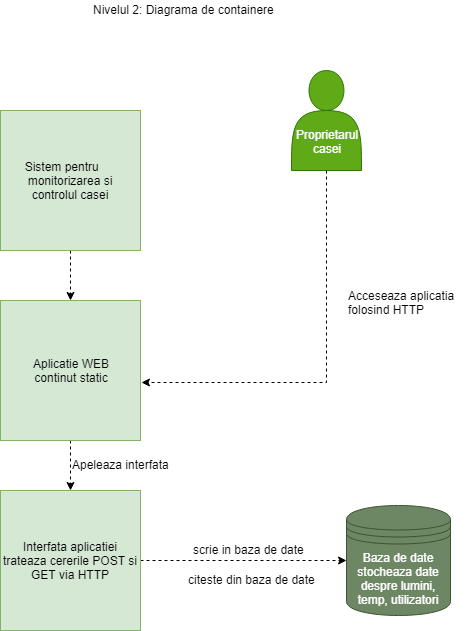 Nivelul 2: Diagrama de containere
Proprietarul
casei
Sistem pentru
monitorizarea si
controlul casei
Acceseaza aplicatia
folosind HTTP
Aplicatie WEB
continut static
Apeleaza interfata
Interfata aplicatiei
trateaza cererile POST si
GET via HTTP
scrie in baza de date
citeste din baza de date
Baza de date
stocheaza date
despre lumini,
temp, utilizatori